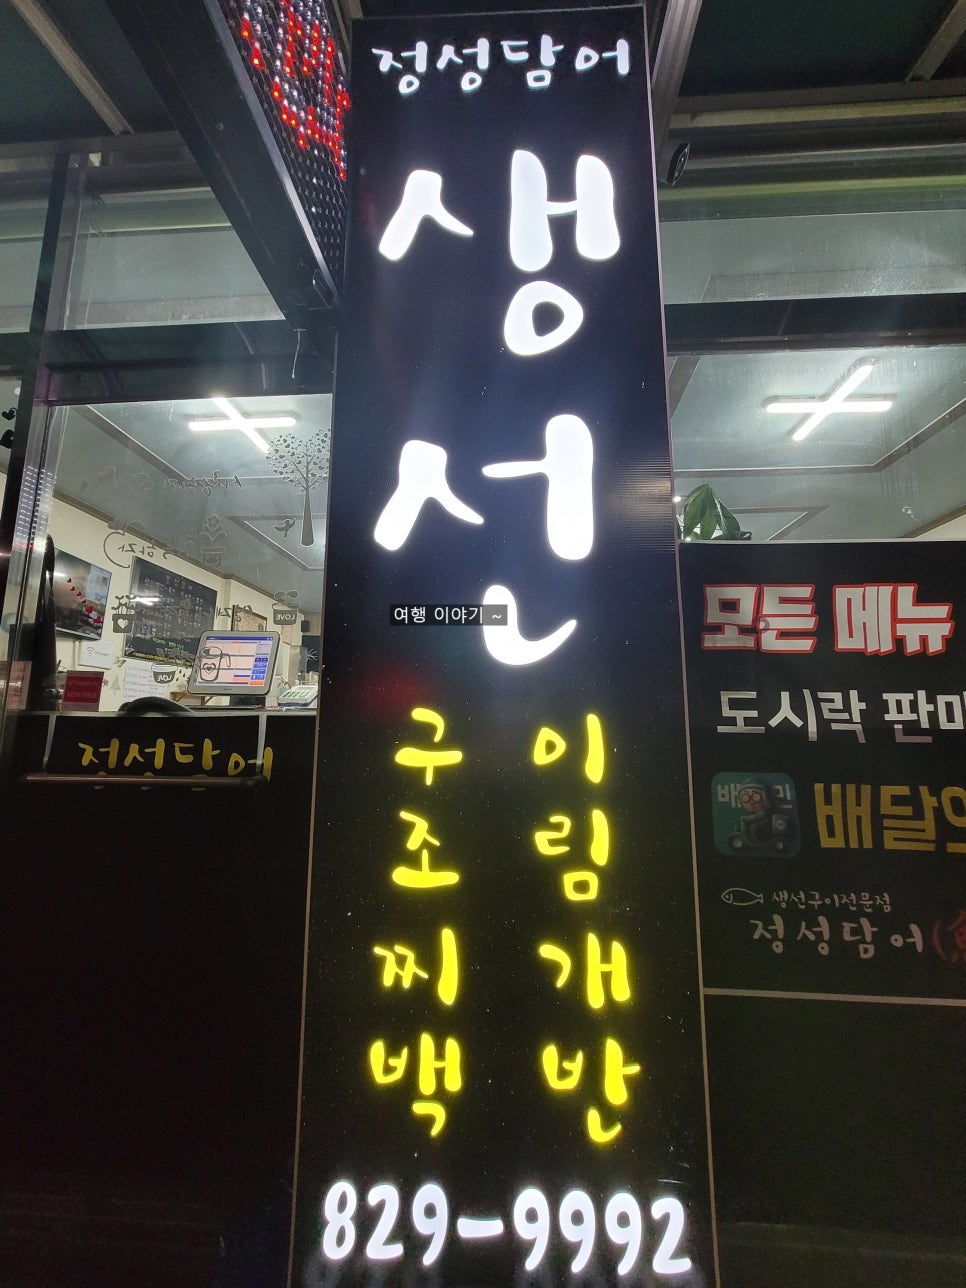 정성담어
생선
여행 이야기 ~
구이
조림
찌개
백반
829-9992
정성담어
모든 메뉴
도시락 판매
배달의
생선구이전문점
정성담어(
LOVE